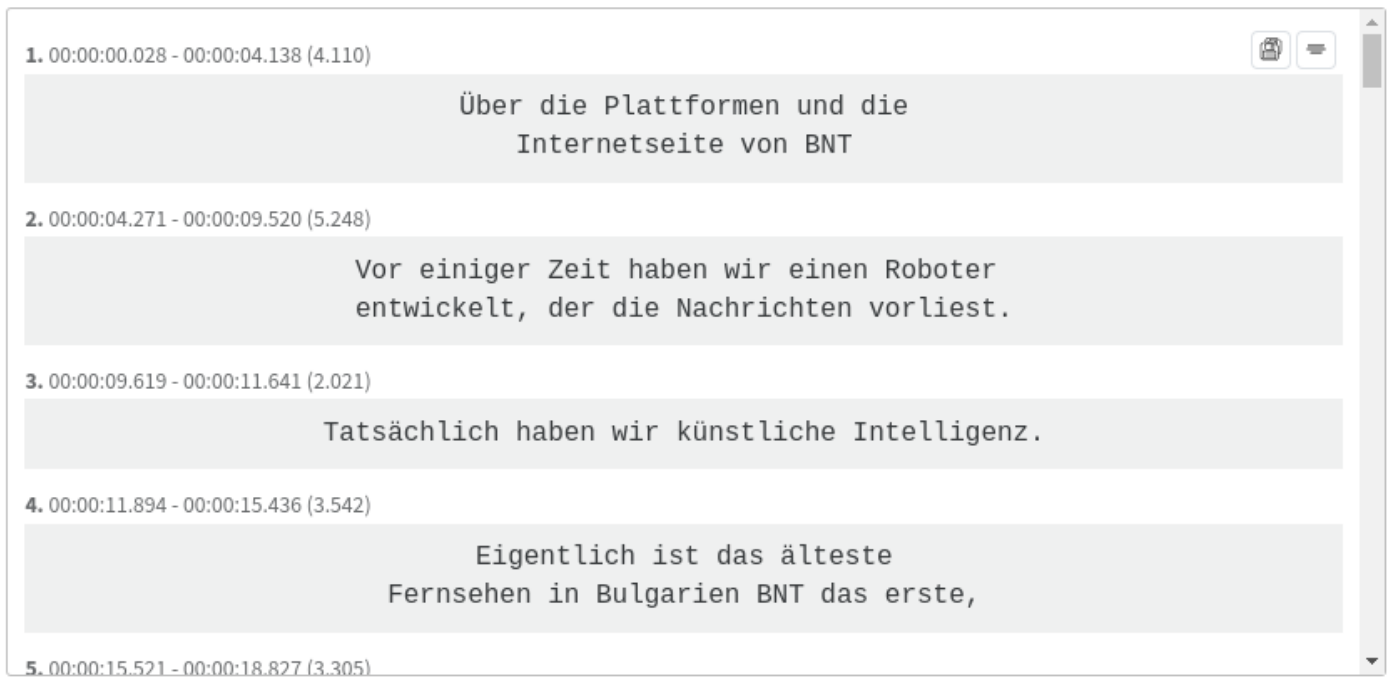 1. 00:00:00.028 - 00:00:04.138 (4.110)
Über die Plattformen und die
Internetseite von BNT
2. 00:00:04.271 - 00:00:09.520 (5.248)
Vor einiger Zeit haben wir einen Roboter
entwickelt, der die Nachrichten vorliest.
3. 00:00:09.619 - 00:00:11.641 (2.021)
Tatsächlich haben wir künstliche Intelligenz.
4. 00:00:11.894 - 00:00:15.436 (3.542)
Eigentlich ist das älteste
Fernsehen in Bulgarien BNT das erste,
5. 00:00:15.521 - 00:00:18.827 (3.305)